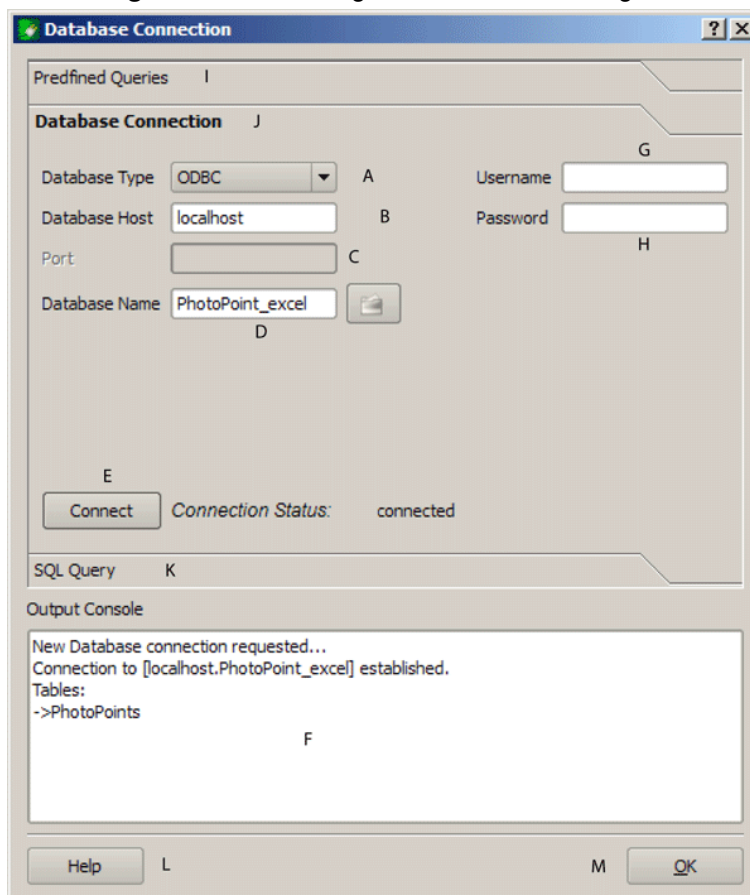 Database Connection
Predfined Queries I
Database Connection J
G
Database Type ODBC A Username
Database Host localhost B Password
H
Port C
Database Name PhotoPoint_excel
D
E
Connect Connection Status: connected
SQL Query K
Output Console
New Database connection requested...
Connection to [localhost.PhotoPoint_excel] established.
Tables:
->PhotoPoints
F
Help L M OK